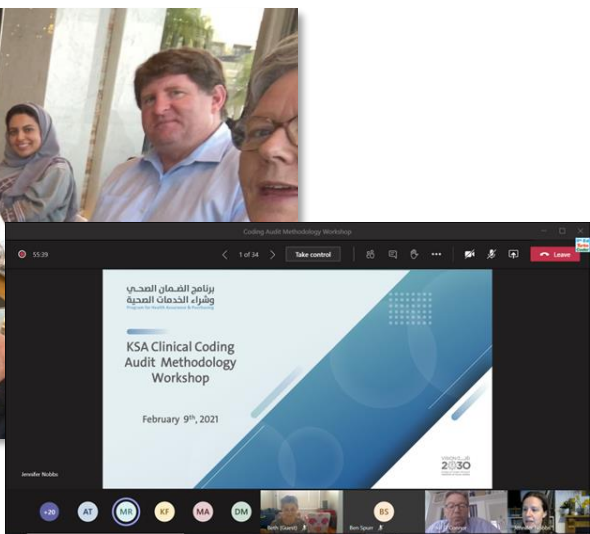 Coding Audit Methodology Workshop
55:39
1 of 34
Take control
Leave
برنامج الضمان الصحي
وشراء الخدمات الصحية
Program for Health Assurance & Purchasing
KSA Clinical Coding
Audit Methodology
Workshop
February 9th, 2021
2030
Jennifer Nobbs
+20
AT
MR
KF
MA
DM
BS
Beth (Guest)
Ben Spurr
Jennifer Nobbs